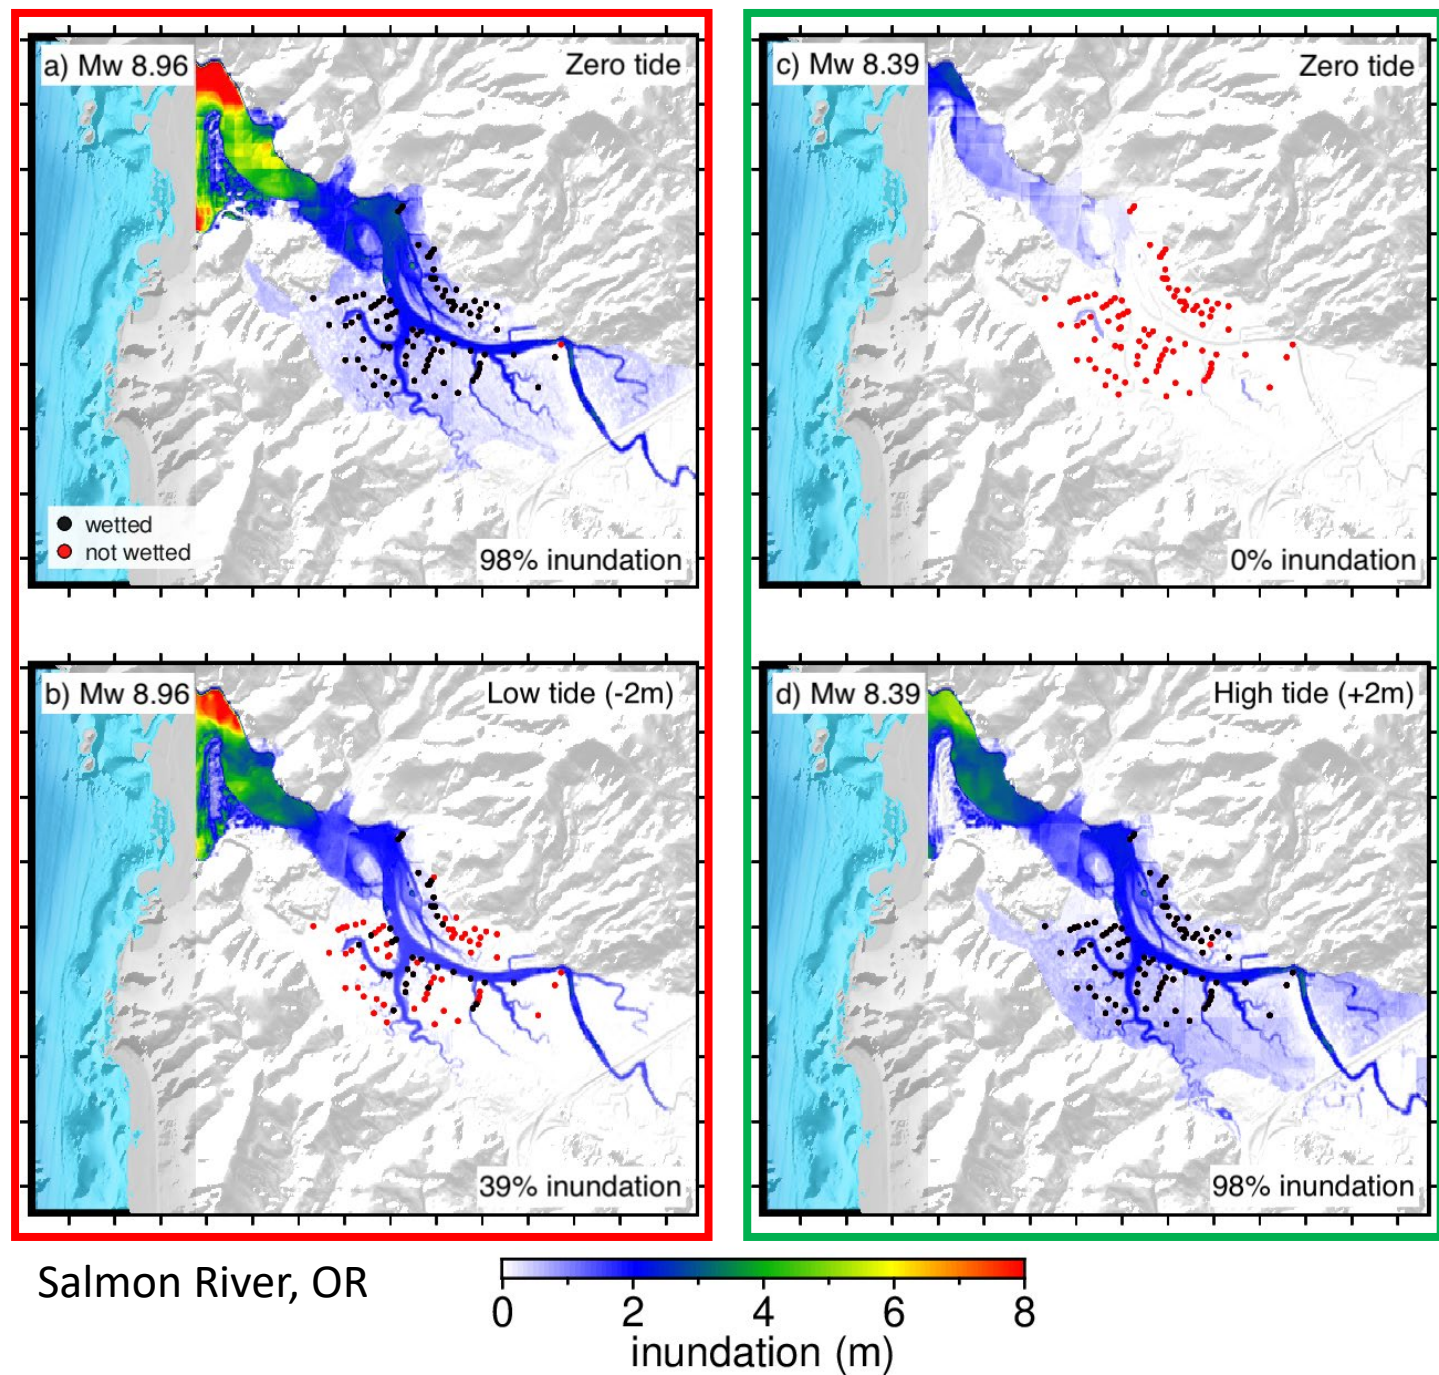 a) Mw 8.96
Zero tide
wetted
not wetted
98% inundation
c) Mw 8.39
Zero tide
0% inundation
b) Mw 8.96
Low tide (-2m)
39% inundation
d) Mw 8.39
High tide (+2m)
98% inundation
Salmon River, OR
0 2 4 6 8
inundation (m)